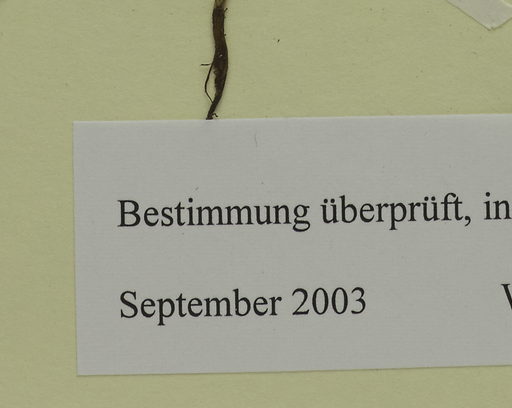 Bestimmung überprüft, in
September 2003